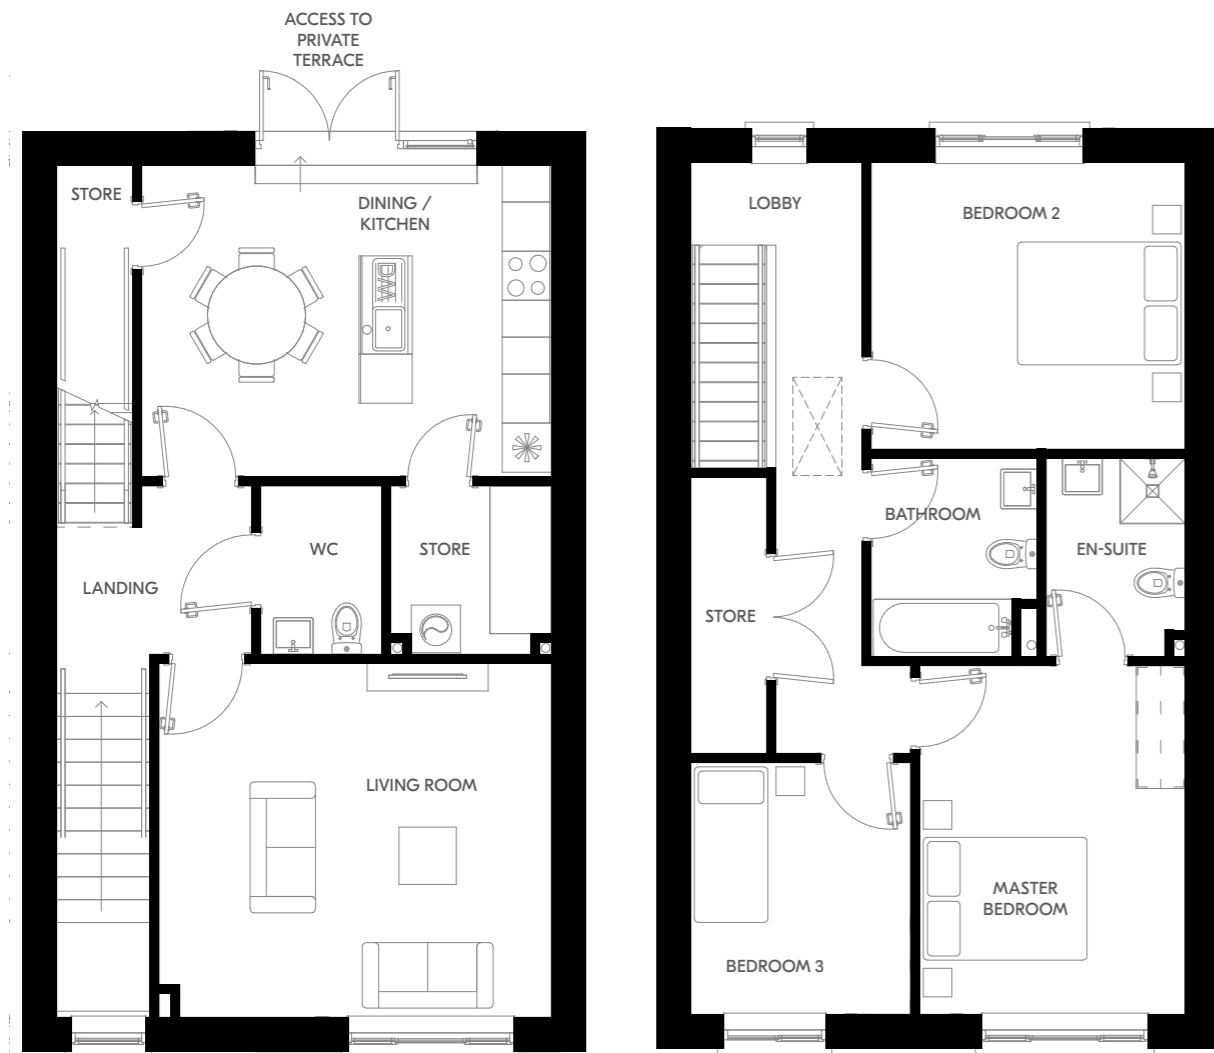 ACCESS TO
PRIVATE
TERRACE
STORE
DINING /
KITCHEN
WC
STORE
LANDING
LIVING ROOM
LOBBY
BEDROOM 2
BATHROOM
EN-SUITE
STORE
MASTER
BEDROOM
BEDROOM 3